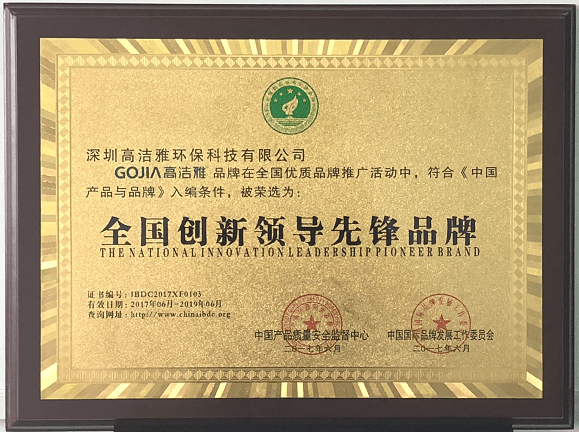 深圳高洁雅环保科技有限公司
GOJIA高洁雅 品牌在全国优质品牌推广活动中，符合《中国
产品与品牌》入编条件，被荣选为：
全国创新领导先锋品牌
THE NATIONAL INNOVATION LEADERSHIP PIONEER BRAND
证书编号：IBDC2017XF0103
有效日期：2017年06月-2019年06月
查询网址：http://www.chinaibdc.org
中国产品质量安全监督中心
二〇一七年六月
中国国际品牌发展工作委员会
二〇一七年六月